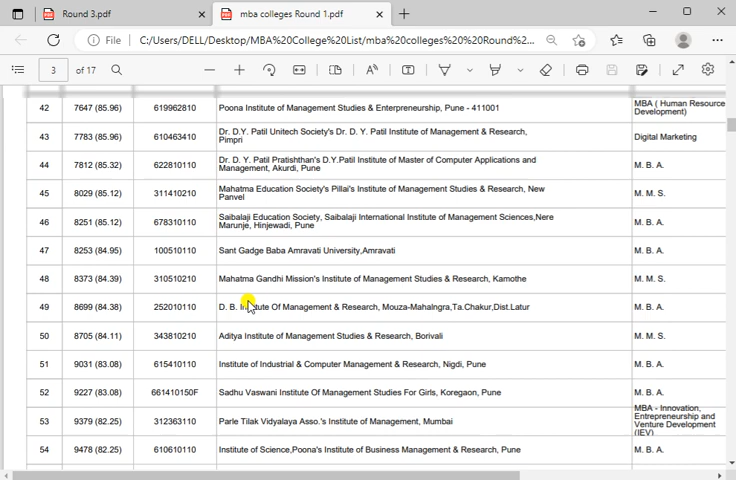 Round 3.pdf
mba colleges Round 1.pdf
File
C:/Users/DELL/Desktop/MBA%20College%20List/mba%20colleges%20%20Round%2...
3 of 17
42 7647 (85.96) 619962810 Poona Institute of Management Studies & Enterpreneurship, Pune - 411001 MBA ( Human Resource
Development)
43 7783 (85.96) 610463410 Dr. D.Y. Patil Unitech Society's Dr. D. Y. Patil Institute of Management & Research,
Pimpri Digital Marketing
44 7812 (85.32) 622810110 Dr. D. Y. Patil Pratishthan's D.Y.Patil Institute of Master of Computer Applications and
Management, Akurdi, Pune M. B. A.
45 8029 (85.12) 311410210 Mahatma Education Society's Pillai's Institute of Management Studies & Research, New
Panvel M. M. S.
46 8251 (85.12) 678310110 Saibalaji Education Society, Saibalaji International Institute of Management Sciences,Nere
Marunje, Hinjewadi, Pune M. B. A.
47 8253 (84.95) 100510110 Sant Gadge Baba Amravati University,Amravati M. B. A.
48 8373 (84.39) 310510210 Mahatma Gandhi Mission's Institute of Management Studies & Research, Kamothe M. M. S.
49 8699 (84.38) 252010110 D. B. Institute Of Management & Research, Mouza-Mahalngra,Ta.Chakur,Dist.Latur M. B. A.
50 8705 (84.11) 343810210 Aditya Institute of Management Studies & Research, Borivali M. M. S.
51 9031 (83.08) 615410110 Institute of Industrial & Computer Management & Research, Nigdi, Pune M. B. A.
52 9227 (83.08) 661410150F Sadhu Vaswani Institute Of Management Studies For Girls, Koregaon, Pune M. B. A.
53 9379 (82.25) 312363110 Parle Tilak Vidyalaya Asso.'s Institute of Management, Mumbai MBA - Innovation,
Entrepreneurship and
Venture Development
(IEV)
54 9478 (82.25) 610610110 Institute of Science,Poona's Institute of Business Management & Research, Pune M. B. A.